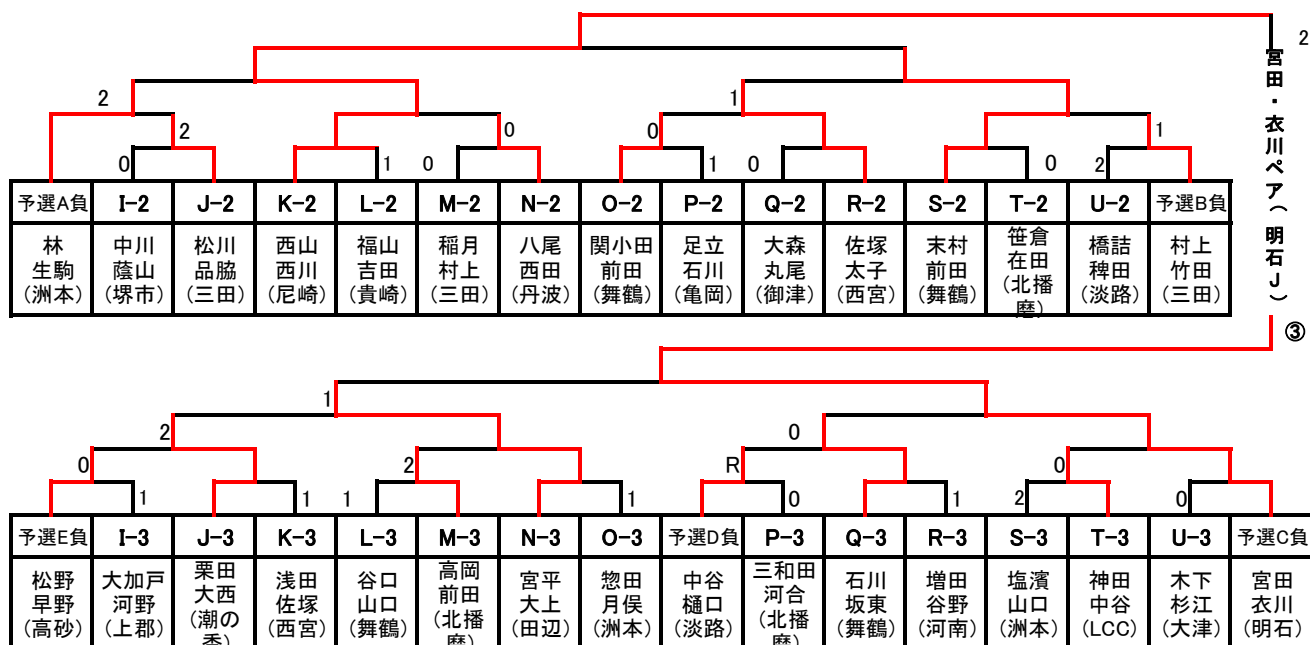 2
2
2
1
0
0
1
0
1
0
1
0
0
2
宮田・衣川ペア（明石J）
予選A負 I-2 J-2 K-2 L-2 M-2 N-2 O-2 P-2 Q-2 R-2 S-2 T-2 U-2 予選B負
林 中川 松川 西山 福山 稲月 八尾 関小田 足立 大森 佐塚 末村 笹倉 橋詰 村上
生駒 蔭山 品脇 西川 吉田 村上 西田 前田 石川 丸尾 太子 前田 在田 稗田 竹田
(洲本) (堺市) (三田) (尼崎) (貴崎) (三田) (丹波) (舞鶴) (亀岡) (御津) (西宮) (舞鶴) (北播磨) (淡路) (三田)
③
1
2
0
0
2
R
0
1
1
1
1
0
1
2
0
予選E負 I-3 J-3 K-3 L-3 M-3 N-3 O-3 予選D負 P-3 Q-3 R-3 S-3 T-3 U-3 予選C負
松野 大加戸 栗田 浅田 谷口 高岡 宮平 惣田 中谷 三和田 石川 増田 塩濱 神田 木下 宮田
早野 河野 大西 佐塚 山口 前田 大上 月俣 樋口 河合 坂東 谷野 山口 中谷 杉江 衣川
(高砂) (上郡) (潮の香) (西宮) (舞鶴) (北播磨) (田辺) (洲本) (淡路) (北播磨) (舞鶴) (河南) (洲本) (LCC) (大津) (明石)